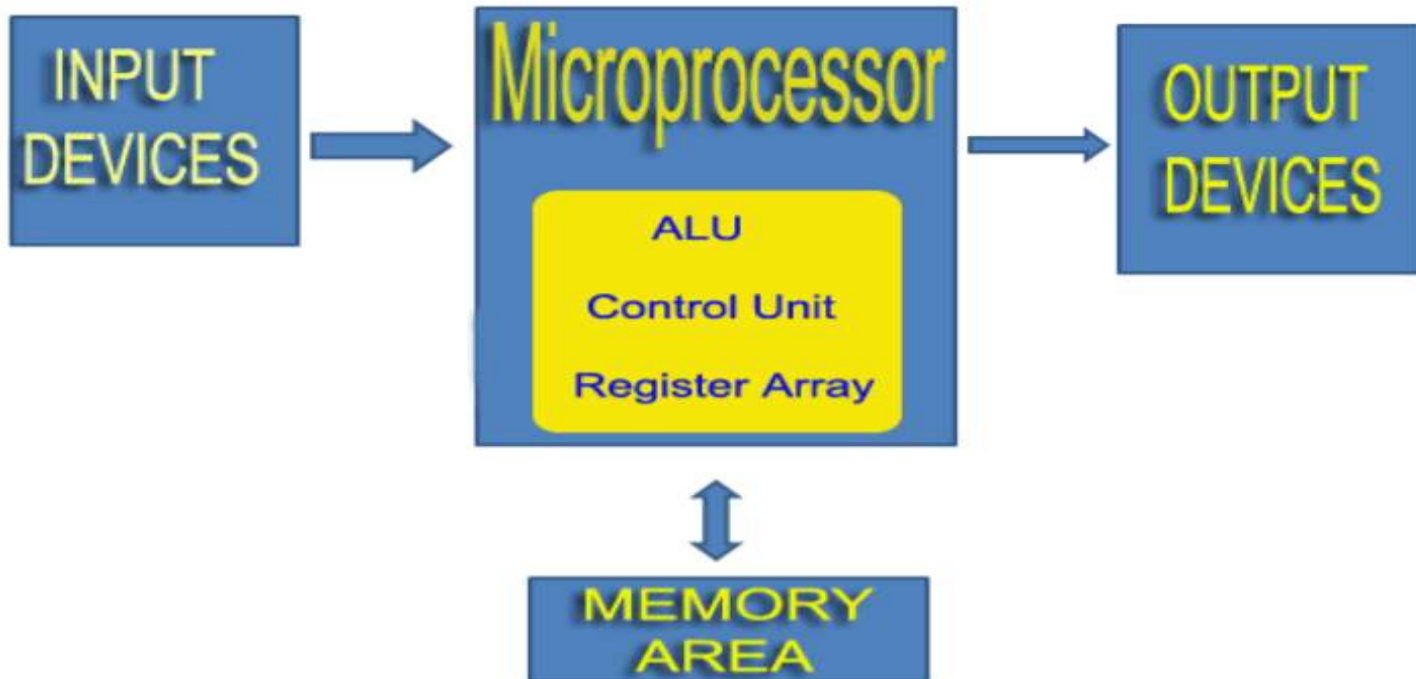 INPUT
DEVICES
Microprocessor
ALU
Control Unit
Register Array
OUTPUT
DEVICES
MEMORY
AREA